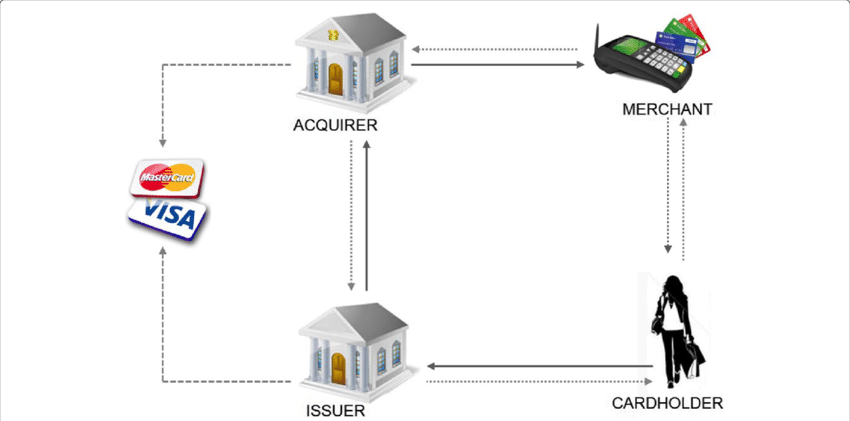 ACQUIRER
MERCHANT
MasterCard
VISA
ISSUER
CARDHOLDER